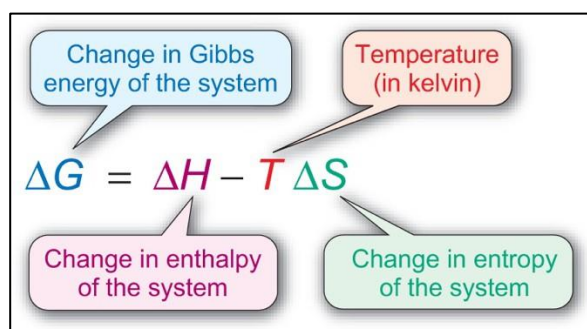 Change in Gibbs
energy of the system
Temperature
(in kelvin)
ΔG = ΔH – T ΔS
Change in enthalpy
of the system
Change in entropy
of the system